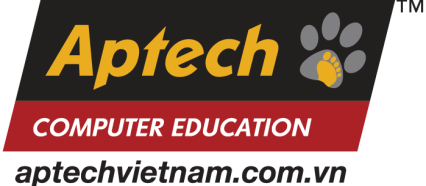 Aptech
TM
COMPUTER EDUCATION
aptechvietnam.com.vn